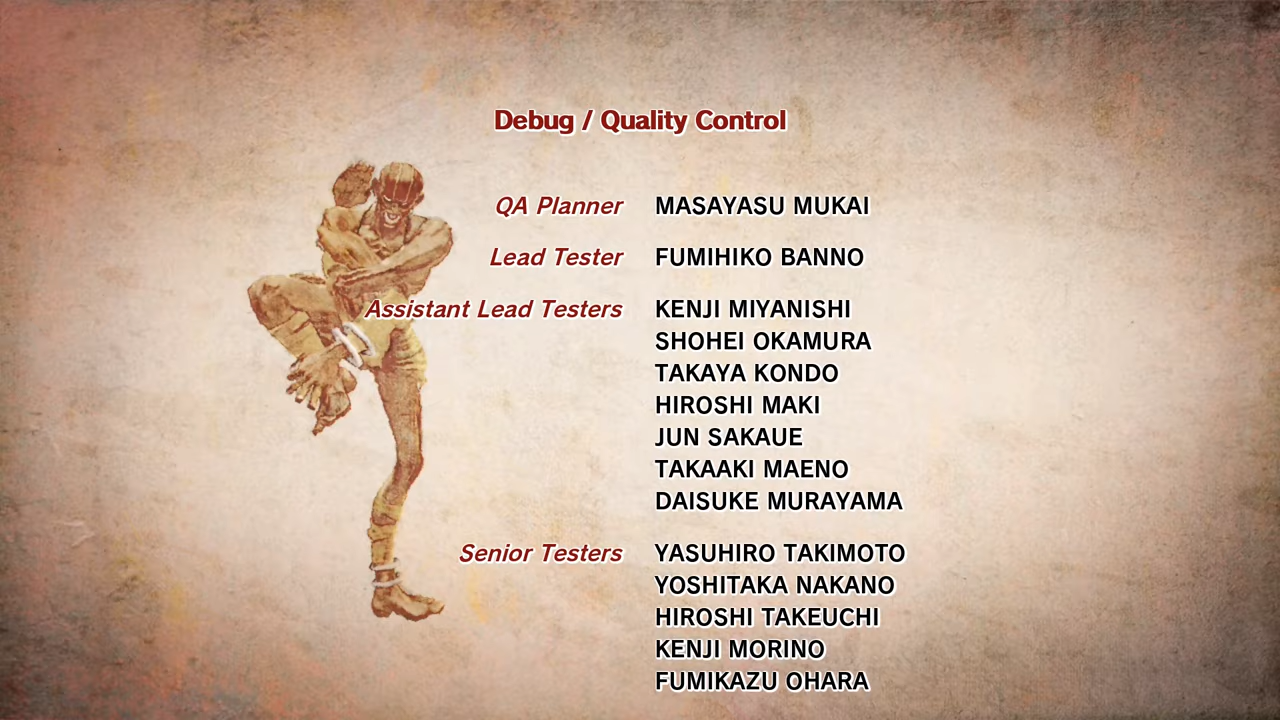 Debug / Quality Control
QA Planner MASAYASU MUKAI
Lead Tester FUMIHIKO BANNO
Assistant Lead Testers KENJI MIYANISHI
SHOHEI OKAMURA
TAKAYA KONDO
HIROSHI MAKI
JUN SAKAUE
TAKAAKI MAENO
DAISUKE MURAYAMA
Senior Testers YASUHIRO TAKIMOTO
YOSHITAKA NAKANO
HIROSHI TAKEUCHI
KENJI MORINO
FUMIKAZU OHARA